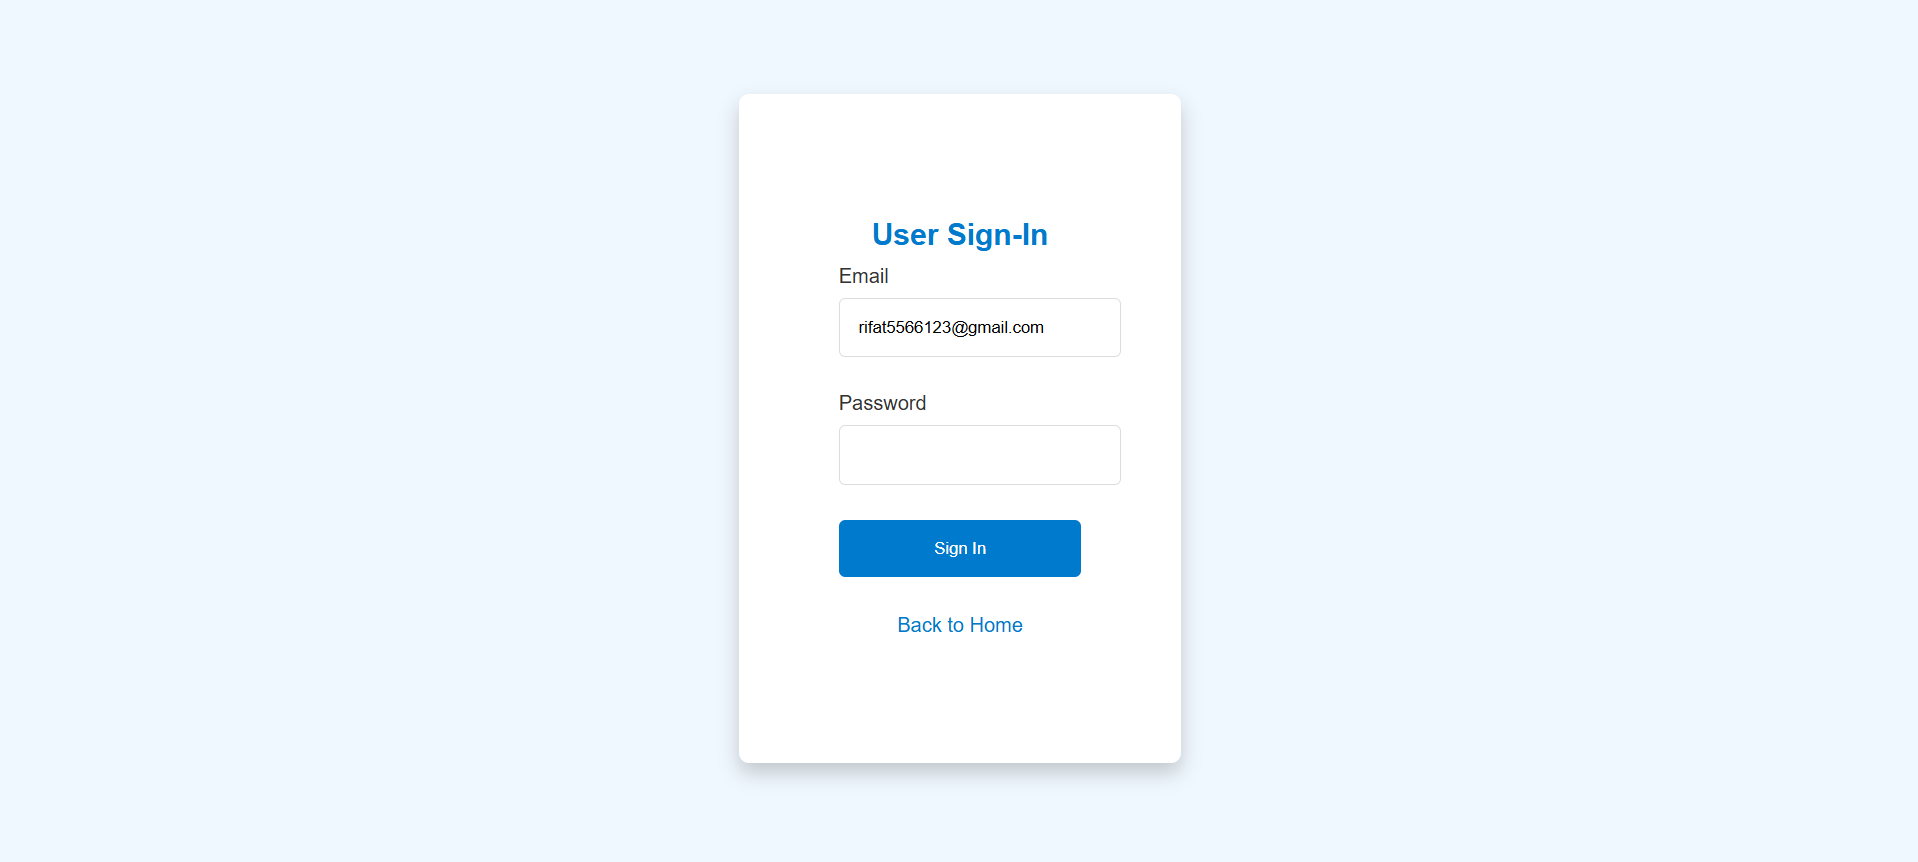 User Sign-In
Email
rifat5566123@gmail.com
Password
Sign In
Back to Home